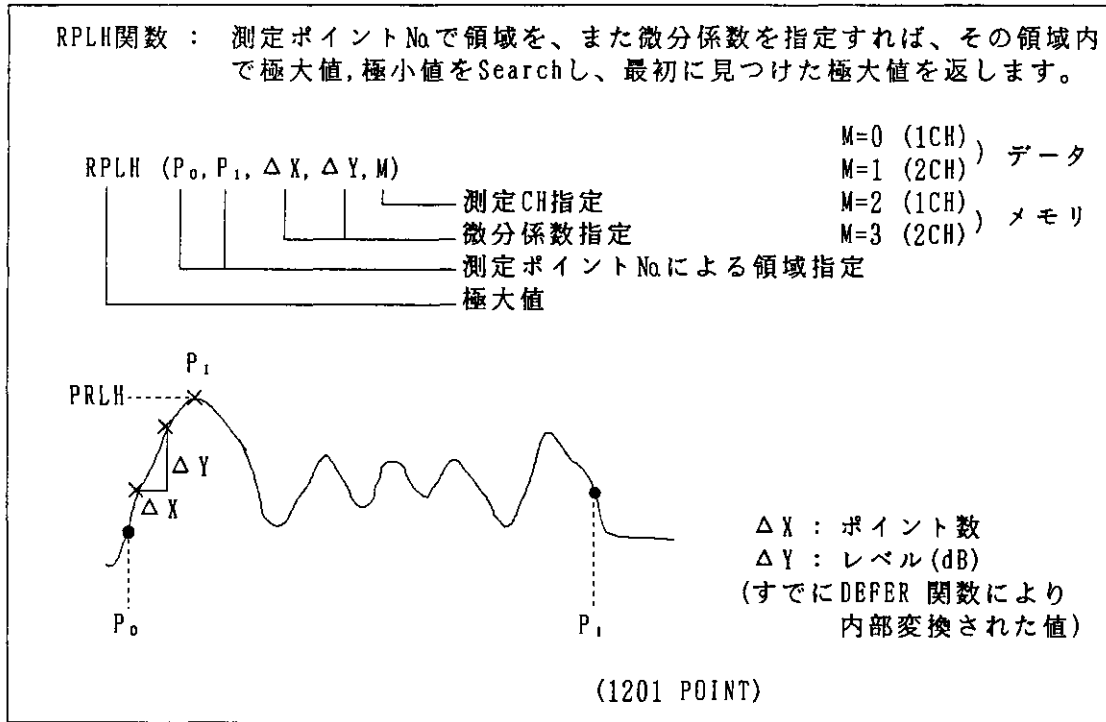 RPLH関数 : 測定ポイント№で領域を、また微分係数を指定すれば、その領域内
で極大値,極小値をSearchし、最初に見つけた極大値を返します。
RPLH (P₀, P₁, ΔX, ΔY, M)
測定CH指定
微分係数指定
測定ポイント№による領域指定
極大値
M=0 (1CH)
M=1 (2CH) ) データ
M=2 (1CH)
M=3 (2CH) ) メモリ
P₁
PRLH
ΔY
ΔX
P₀
P₁
ΔX : ポイント数
ΔY : レベル(dB)
(すでにDEFER 関数により
内部変換された値)
(1201 POINT)